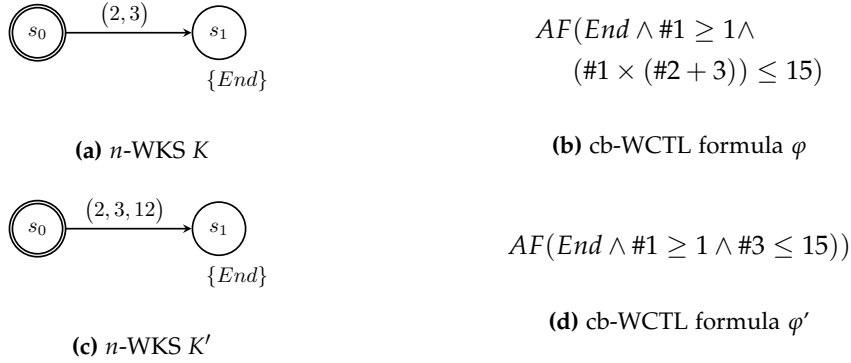 (2, 3)
s₀ s₁
{End}
(a) n-WKS K
AF(End ∧ #1 ≥ 1∧
(#1 × (#2 + 3)) ≤ 15)
(b) cb-WCTL formula φ
(2, 3, 12)
s₀ s₁
{End}
(c) n-WKS K′
AF(End ∧ #1 ≥ 1 ∧ #3 ≤ 15))
(d) cb-WCTL formula φ'